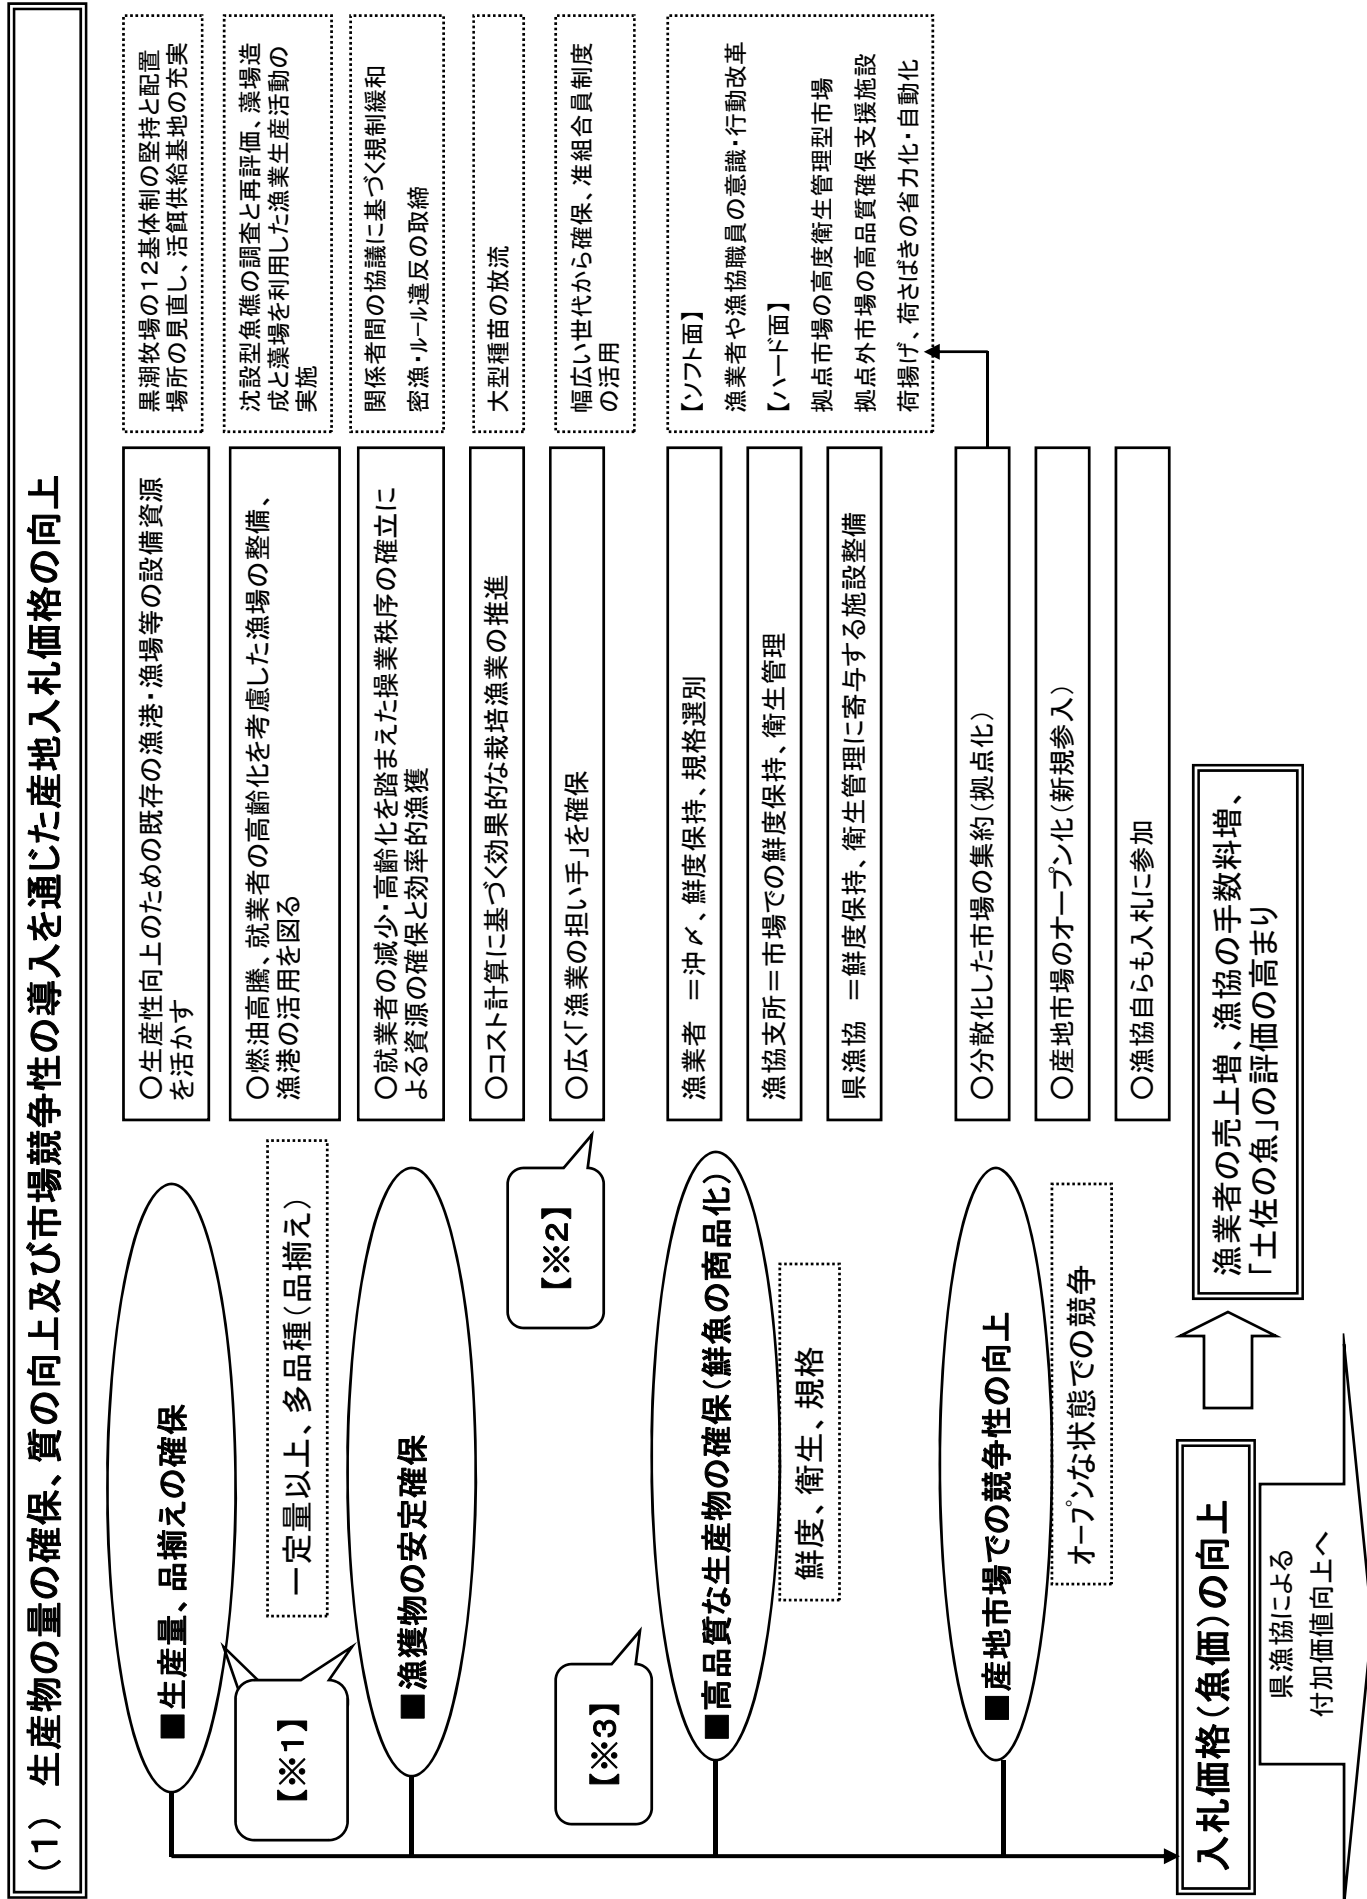 （１）　生産物の量の確保、質の向上及び市場競争性の導入を通じた産地入札価格の向上
■生産量、品揃えの確保
一定量以上、多品種（品揃え）
【※１】
■漁獲物の安定確保
【※２】
○生産性向上のための既存の漁港・漁場等の設備資源
を活かす
黒潮牧場の１２基体制の堅持と配置
場所の見直し、活餌供給基地の充実
○燃油高騰、就業者の高齢化を考慮した漁場の整備、
漁港の活用を図る
沈設型魚礁の調査と再評価、藻場造
成と藻場を利用した漁業生産活動の
実施
○就業者の減少・高齢化を踏まえた操業秩序の確立に
よる資源の確保と効率的漁獲
関係者間の協議に基づく規制緩和
密漁・ルール違反の取締
○コスト計算に基づく効果的な栽培漁業の推進
大型種苗の放流
○広く「漁業の担い手」を確保
幅広い世代から確保、准組合員制度
の活用
【※３】
■高品質な生産物の確保（鮮魚の商品化）
鮮度、衛生、規格
漁業者　＝沖〆、鮮度保持、規格選別
漁協支所＝市場での鮮度保持、衛生管理
県漁協　＝鮮度保持、衛生管理に寄与する施設整備
【ソフト面】
漁業者や漁協職員の意識・行動改革
【ハード面】
拠点市場の高度衛生管理型市場
拠点外市場の高品質確保支援施設
荷揚げ、荷さばきの省力化・自動化
■産地市場での競争性の向上
オープンな状態での競争
○分散化した市場の集約（拠点化）
○産地市場のオープン化（新規参入）
○漁協自らも入札に参加
入札価格（魚価）の向上
漁業者の売上増、漁協の手数料増、
「土佐の魚」の評価の高まり
県漁協による
付加価値向上へ